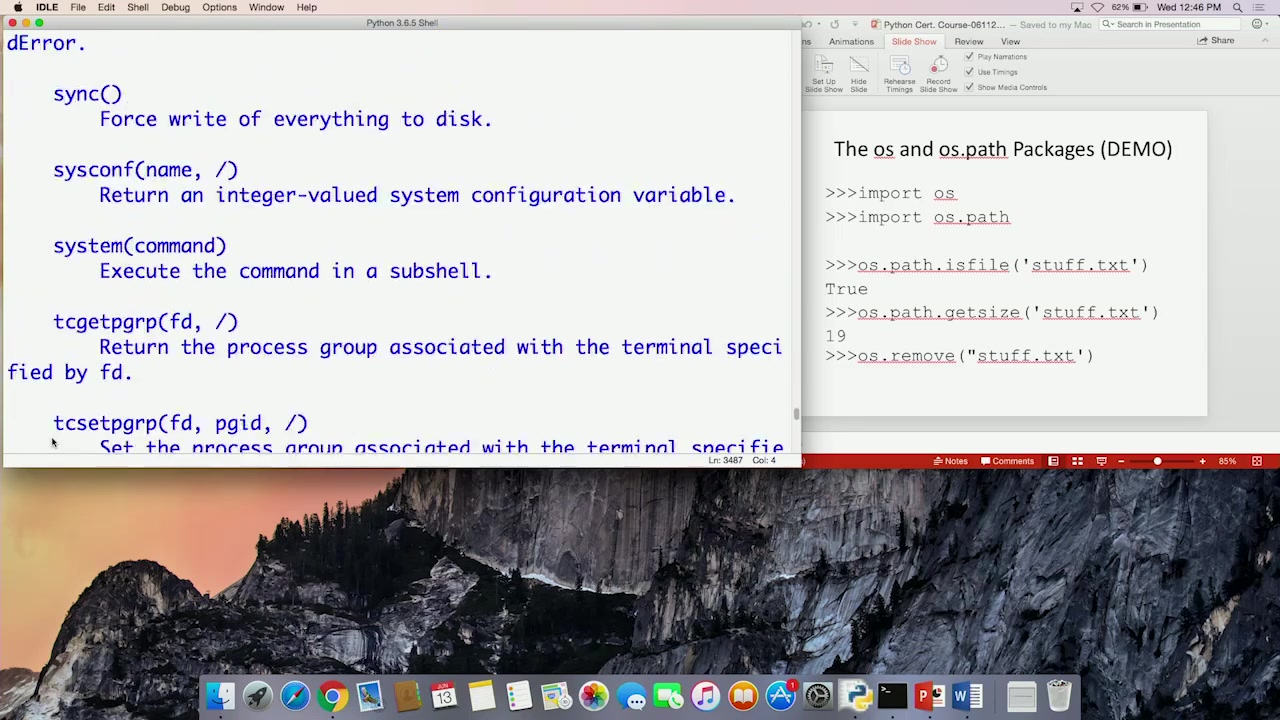 IDLE File Edit Shell Debug Options Window Help
62% Wed 12:46 PM
Python 3.6.5 Shell
dError.
sync()
Force write of everything to disk.
sysconf(name, /)
Return an integer-valued system configuration variable.
system(command)
Execute the command in a subshell.
tcgetpgrp(fd, /)
Return the process group associated with the terminal speci
fied by fd.
tcsetpgrp(fd, pgid, /)
Set the process group associated with the terminal specifie
Ln: 3487 Col: 4
Python Cert. Course-06112... — Saved to my Mac
Search in Presentation
ns Animations Slide Show Review View
Share
Set Up
Slide Show
Hide
Slide
Rehearse
Timings
Record
Slide Show
Play Narrations
Use Timings
Show Media Controls
The os and os.path Packages (DEMO)
>>>import os
>>>import os.path
>>>os.path.isfile('stuff.txt')
True
>>>os.path.getsize('stuff.txt')
19
>>>os.remove("stuff.txt')
Notes Comments 85%
JUN
13
1